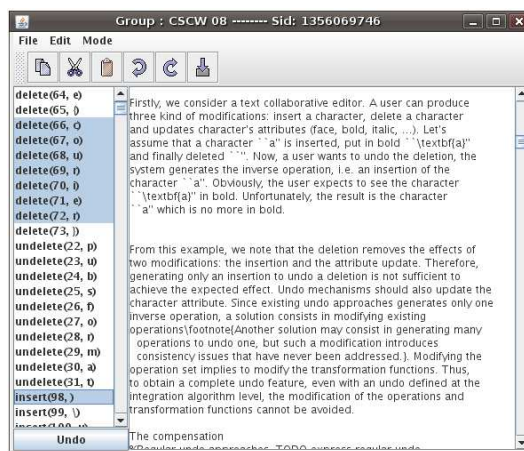 Group : CSCW 08 -------- Sid: 1356069746
File Edit Mode
delete(64, e)
delete(65, {)
delete(66, c)
delete(67, o)
delete(68, u)
delete(69, r)
delete(70, i)
delete(71, e)
delete(72, r)
delete(73, })
undelete(22, p)
undelete(23, u)
undelete(24, b)
undelete(25, s)
undelete(26, f)
undelete(27, o)
undelete(28, r)
undelete(29, m)
undelete(30, a)
undelete(31, t)
insert(98, )
insert(99, \)
Undo
Firstly, we consider a text collaborative editor. A user can produce
three kind of modifications: insert a character, delete a character
and updates character's attributes (face, bold, italic, ...). Let's
assume that a character ``a'' is inserted, put in bold ``\textbf{a}''
and finally deleted ``''. Now, a user wants to undo the deletion, the
system generates the inverse operation, i.e. an insertion of the
character ``a''. Obviously, the user expects to see the character
``\textbf{a}'' in bold. Unfortunately, the result is the character
``a'' which is no more in bold.
From this example, we note that the deletion removes the effects of
two modifications: the insertion and the attribute update. Therefore,
generating only an insertion to undo a deletion is not sufficient to
achieve the expected effect. Undo mechanisms should also update the
character attribute. Since existing undo approaches generates only one
inverse operation, a solution consists in modifying existing
operations\footnote{Another solution may consist in generating many
operations to undo one, but such a modification introduces
consistency issues that have never been addressed.}. Modifying the
operation set implies to modify the transformation functions. Thus,
to obtain a complete undo feature, even with an undo defined at the
integration algorithm level, the modification of the operations and
transformation functions cannot be avoided.
The compensation